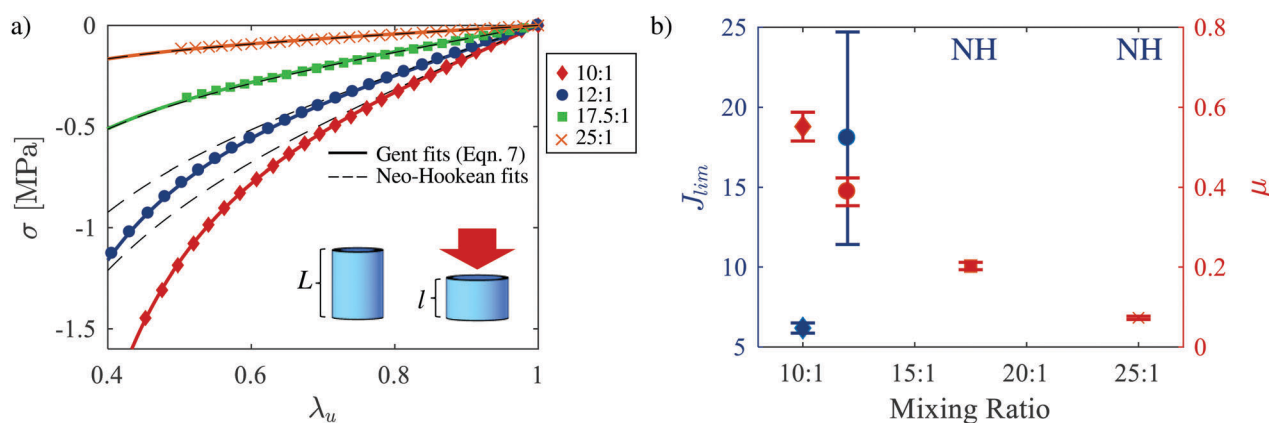 a)
0
-0.5
-1
-1.5
σ [MPa]
0.4
0.6
0.8
1
λu
10:1
12:1
17.5:1
25:1
Gent fits (Eqn. 7)
Neo-Hookean fits
L
l
b)
25
20
15
10
5
Jlim
NH
NH
0.8
0.6
0.4
0.2
0
μ
10:1
15:1
20:1
25:1
Mixing Ratio